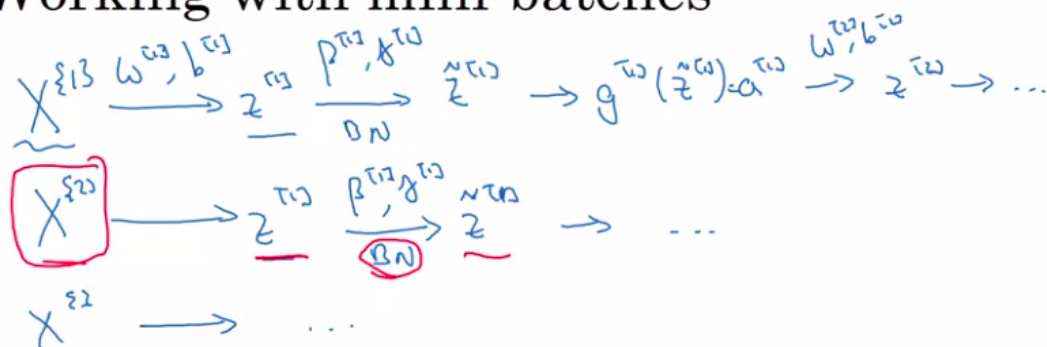 Working with mini-batches
X^{1} →(w^[1], b^[1]) z^[1] →(β^[1], γ^[1]; BN) z̃^[1] → g^[1](z̃^[1]) = a^[1] →(w^[2], b^[2]) z^[2] → ...
X^{2} → z^[1] →(β^[1], γ^[1]; BN) z̃^[1] → ...
X^{} → ...